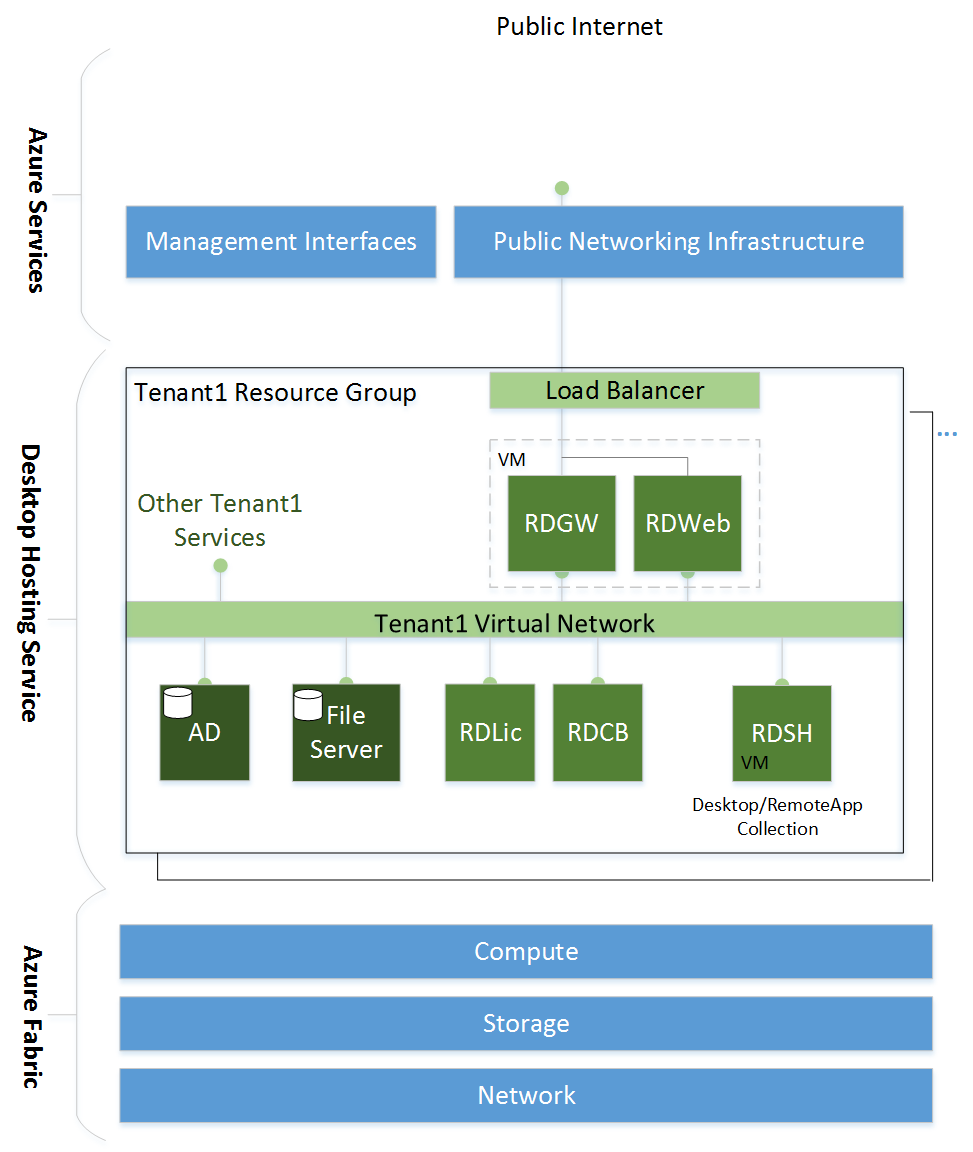 Public Internet
Azure Services
Management Interfaces
Public Networking Infrastructure
Desktop Hosting Service
Tenant1 Resource Group
Load Balancer
...
VM
Other Tenant1
Services
RDGW
RDWeb
Tenant1 Virtual Network
AD
File
Server
RDLic
RDCB
RDSH
VM
Desktop/RemoteApp
Collection
Azure Fabric
Compute
Storage
Network